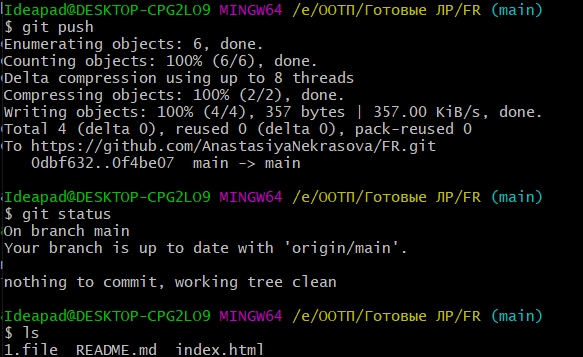 Ideapad@DESKTOP-CPG2LO9 MINGW64 /e/ООТП/Готовые ЛР/FR (main)
$ git push
Enumerating objects: 6, done.
Counting objects: 100% (6/6), done.
Delta compression using up to 8 threads
Compressing objects: 100% (2/2), done.
Writing objects: 100% (4/4), 357 bytes | 357.00 KiB/s, done.
Total 4 (delta 0), reused 0 (delta 0), pack-reused 0
To https://github.com/AnastasiyaNekrasova/FR.git
   0dbf632..0f4be07  main -> main

Ideapad@DESKTOP-CPG2LO9 MINGW64 /e/ООТП/Готовые ЛР/FR (main)
$ git status
On branch main
Your branch is up to date with 'origin/main'.

nothing to commit, working tree clean

Ideapad@DESKTOP-CPG2LO9 MINGW64 /e/ООТП/Готовые ЛР/FR (main)
$ ls
1.file  README.md  index.html